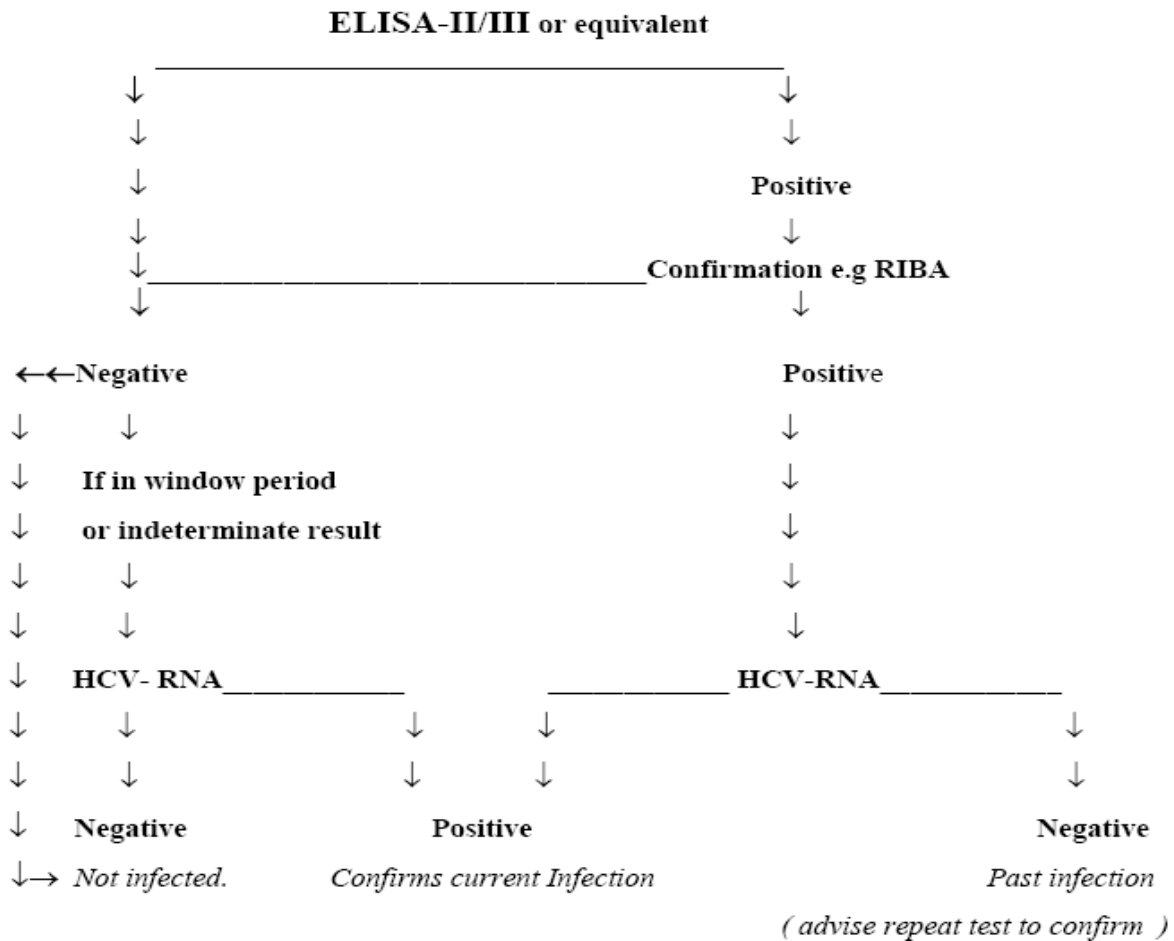 ELISA-II/III or equivalent
↓ ↓
↓ ↓
↓ Positive
↓ ↓
↓ Confirmation e.g RIBA
↓ ↓
←←Negative Positive
↓ ↓ ↓
↓ If in window period ↓
↓ or indeterminate result ↓
↓ ↓ ↓
↓ ↓ ↓
↓ HCV- RNA HCV-RNA
↓ ↓ ↓ ↓ ↓
↓ ↓ ↓ ↓ ↓
↓ Negative Positive Negative
↓→ Not infected. Confirms current Infection Past infection
( advise repeat test to confirm )